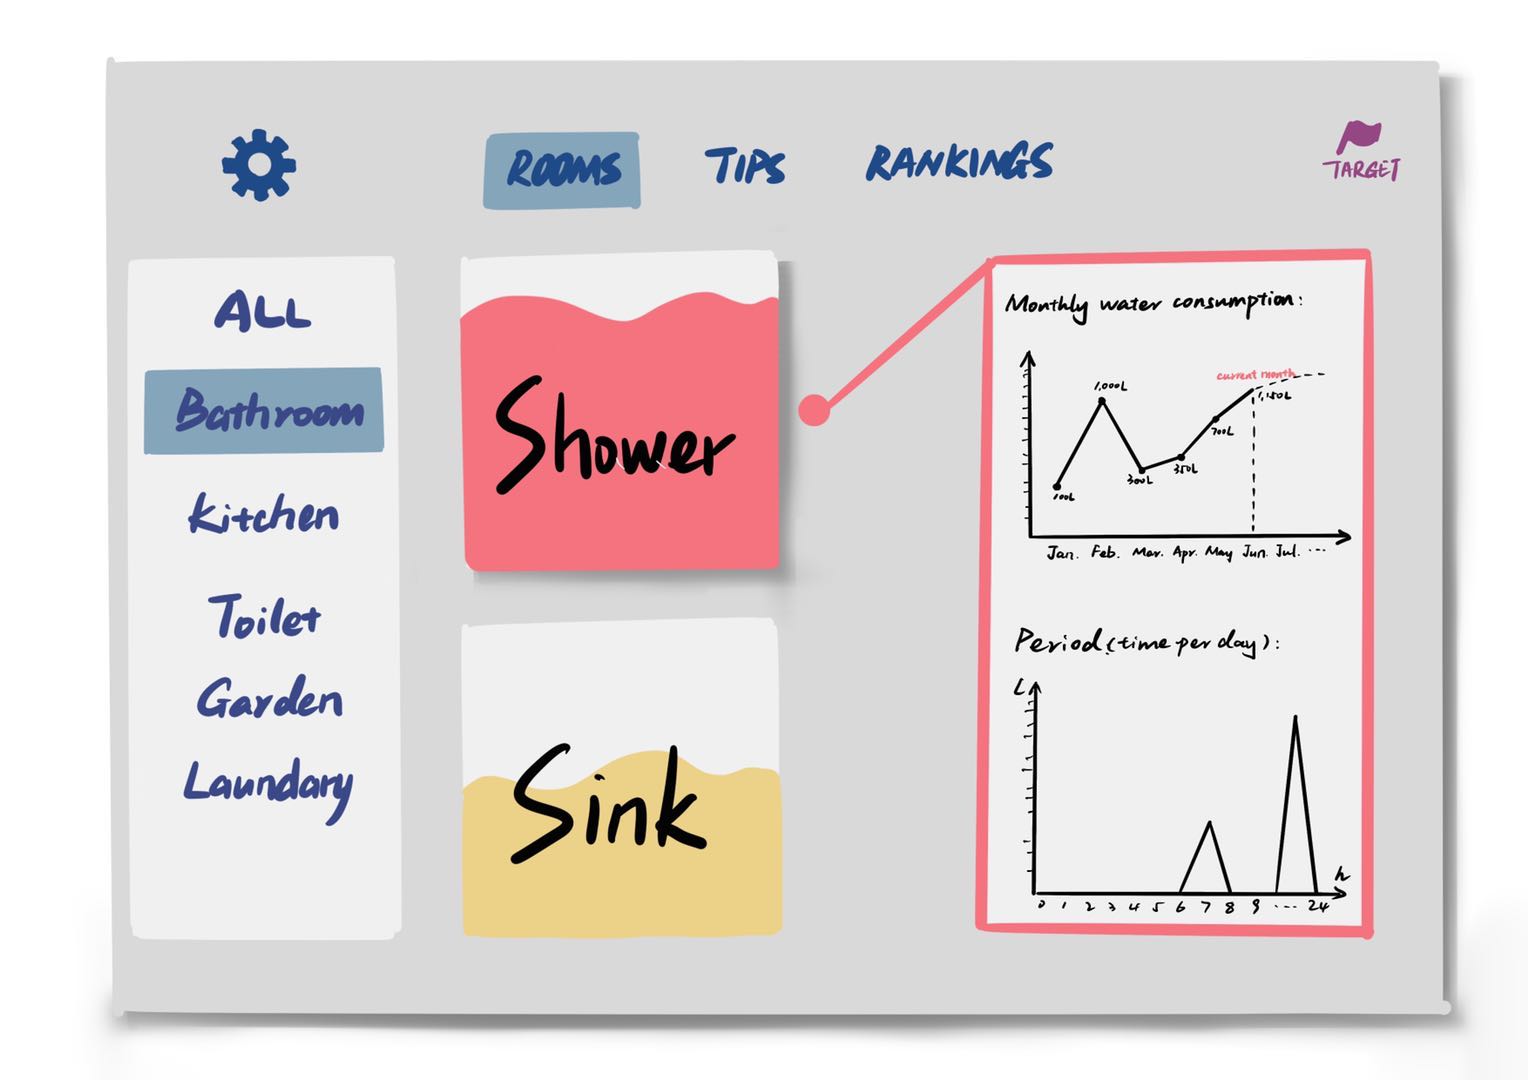 ROOMS TIPS RANKINGS
TARGET
ALL
Bathroom
Kitchen
Toilet
Garden
Laundary
Shower
Sink
Monthly water consumption:
current month
1,000L
1,150L
700L
350L
300L
100L
Jan. Feb. Mar. Apr. May Jun. Jul. ...
Period (time per day):
L
h
0 1 2 3 4 5 6 7 8 9 ... 24